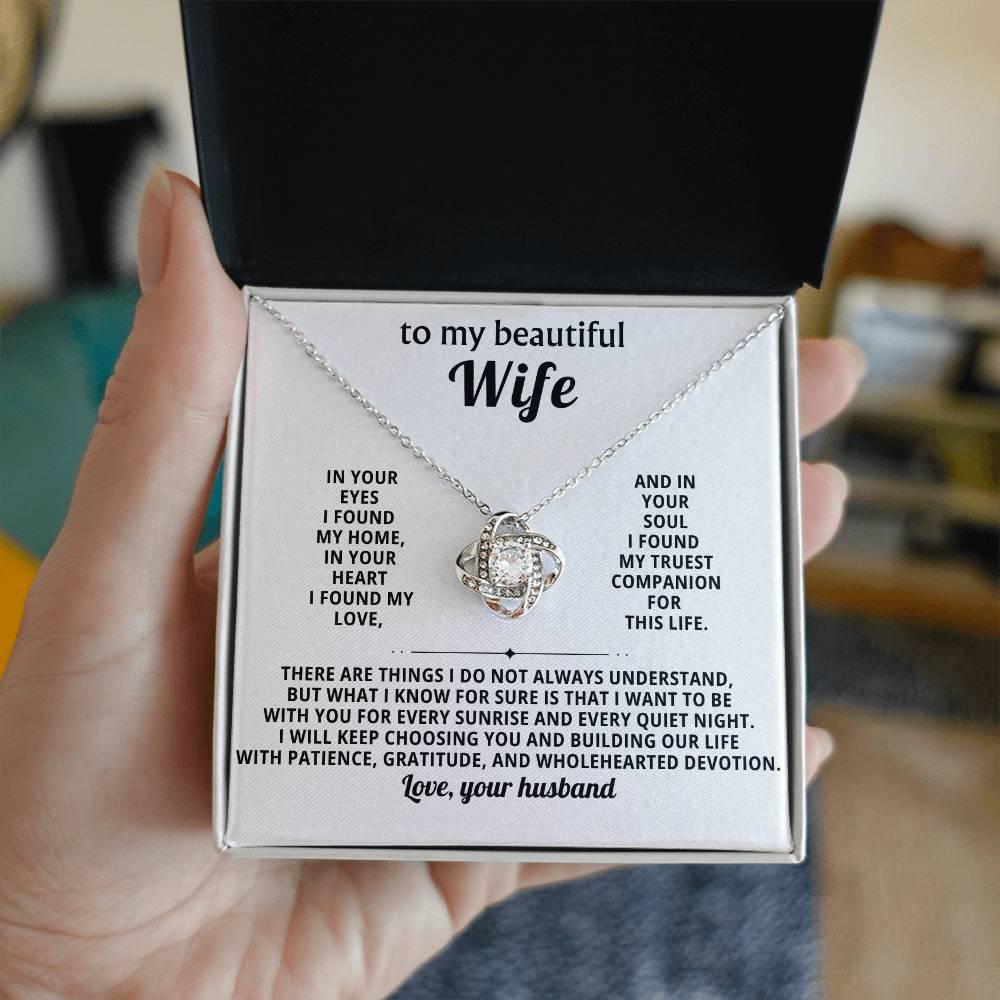 to my beautiful
Wife
IN YOUR
EYES
I FOUND
MY HOME,
IN YOUR
HEART
I FOUND MY
LOVE,
AND IN
YOUR
SOUL
I FOUND
MY TRUEST
COMPANION
FOR
THIS LIFE.
THERE ARE THINGS I DO NOT ALWAYS UNDERSTAND,
BUT WHAT I KNOW FOR SURE IS THAT I WANT TO BE
WITH YOU FOR EVERY SUNRISE AND EVERY QUIET NIGHT.
I WILL KEEP CHOOSING YOU AND BUILDING OUR LIFE
WITH PATIENCE, GRATITUDE, AND WHOLEHEARTED DEVOTION.
Love, your husband